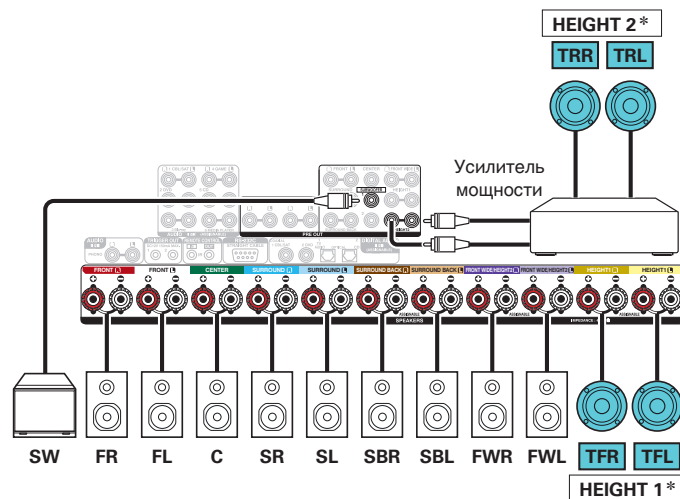 HEIGHT 2*
TRR TRL
Усилитель
мощности
SUBWOOFER
PRE OUT
FRONT R FRONT L CENTER SURROUND R SURROUND L SURROUND BACK R SURROUND BACK L FRONT WIDE/HEIGHT2 R FRONT WIDE/HEIGHT2 L HEIGHT1 R HEIGHT1 L
ASSIGNABLE ASSIGNABLE
SPEAKERS
SW FR FL C SR SL SBR SBL FWR FWL TFR TFL
HEIGHT 1*